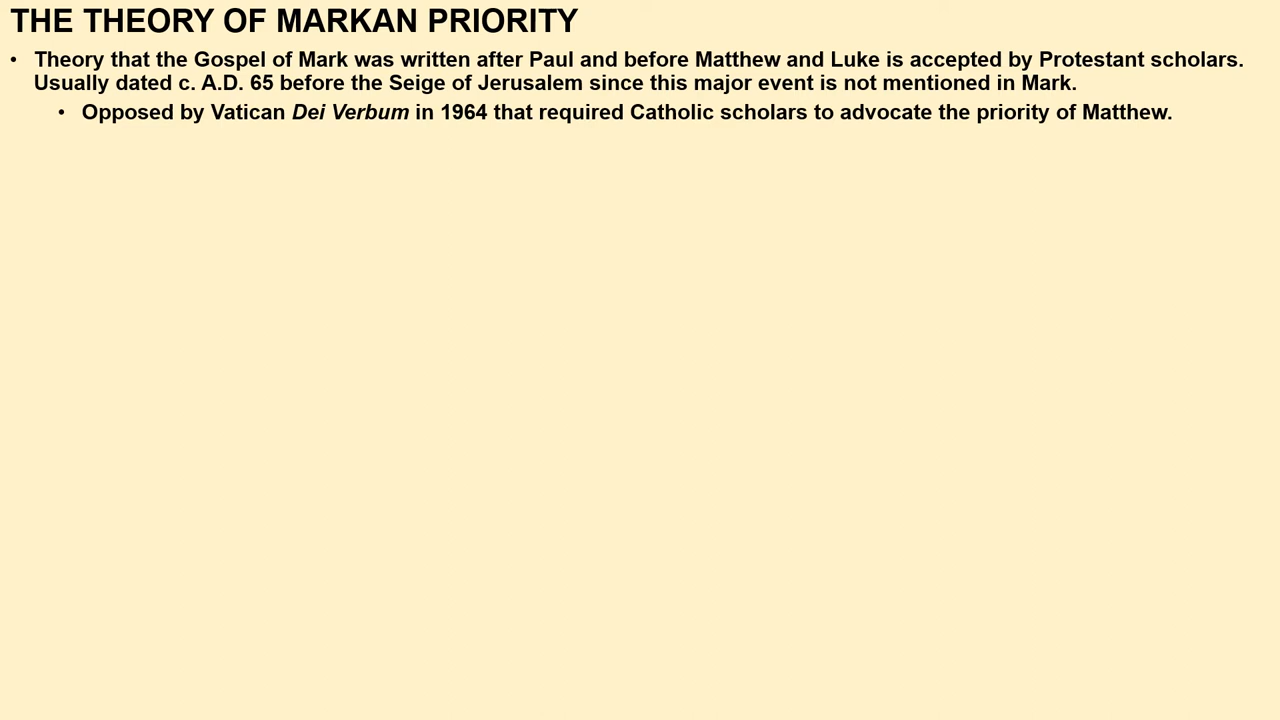 THE THEORY OF MARKAN PRIORITY
• Theory that the Gospel of Mark was written after Paul and before Matthew and Luke is accepted by Protestant scholars.
Usually dated c. A.D. 65 before the Seige of Jerusalem since this major event is not mentioned in Mark.
• Opposed by Vatican Dei Verbum in 1964 that required Catholic scholars to advocate the priority of Matthew.